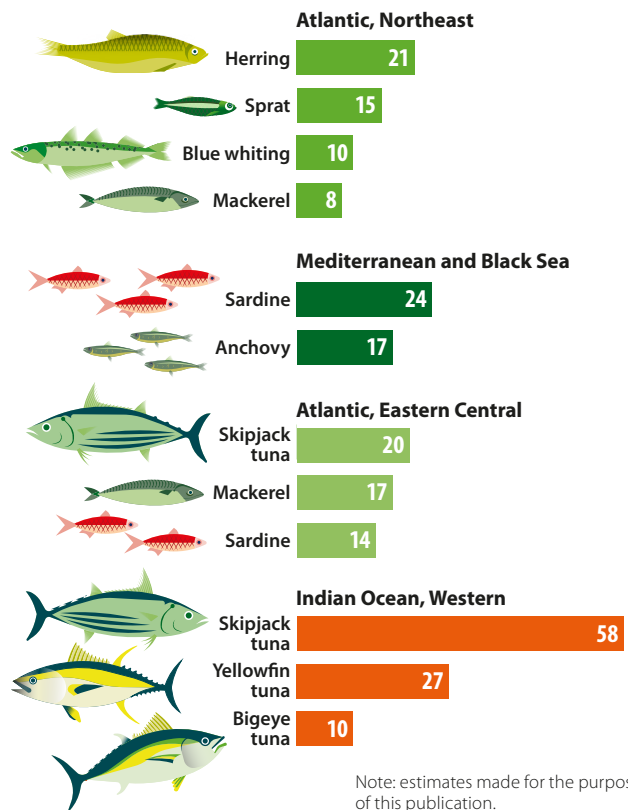 Atlantic, Northeast
Herring 21
Sprat 15
Blue whiting 10
Mackerel 8
Mediterranean and Black Sea
Sardine 24
Anchovy 17
Atlantic, Eastern Central
Skipjack
tuna 20
Mackerel 17
Sardine 14
Indian Ocean, Western
Skipjack
tuna 58
Yellowfin
tuna 27
Bigeye
tuna 10
Note: estimates made for the purpos
of this publication.